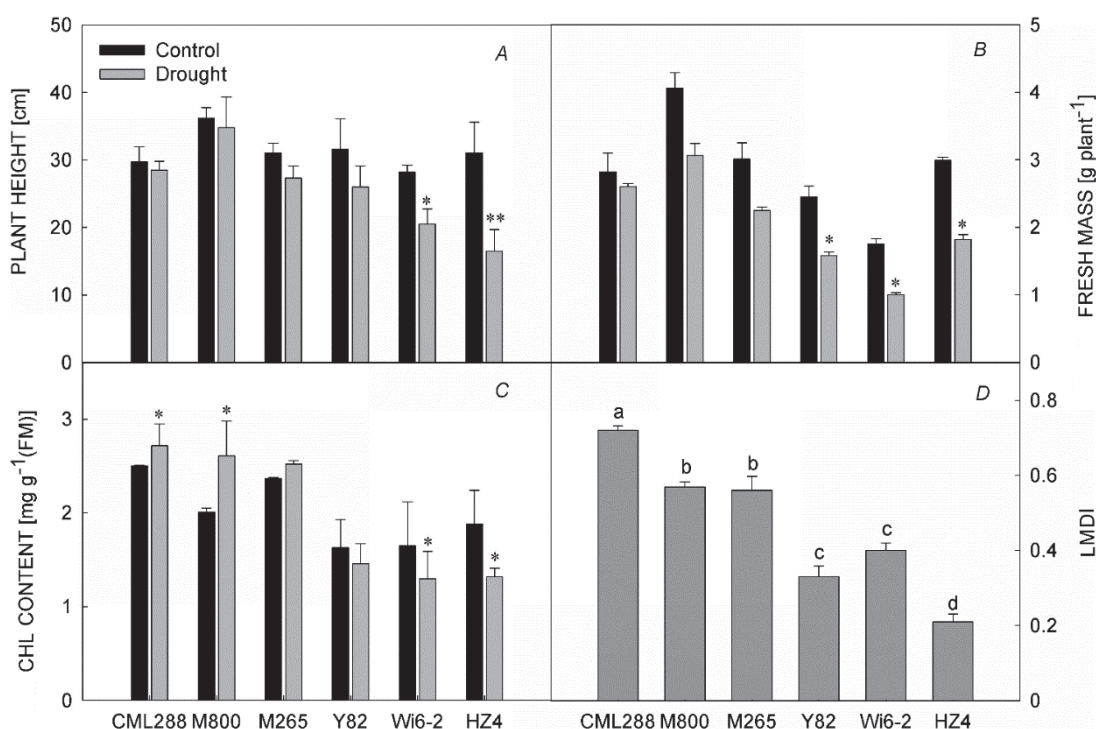 50
40
30
20
10
0
PLANT HEIGHT [cm]
Control
Drought
A
*
**
B
5
4
3
2
1
0
FRESH MASS [g plant⁻¹]
*
*
*
3
2
1
0
CHL CONTENT [mg g⁻¹(FM)]
C
*
*
*
*
CML288 M800 M265 Y82 Wi6-2 HZ4
D
0.8
0.6
0.4
0.2
0
LMDI
a
b
b
c
c
d
CML288 M800 M265 Y82 Wi6-2 HZ4